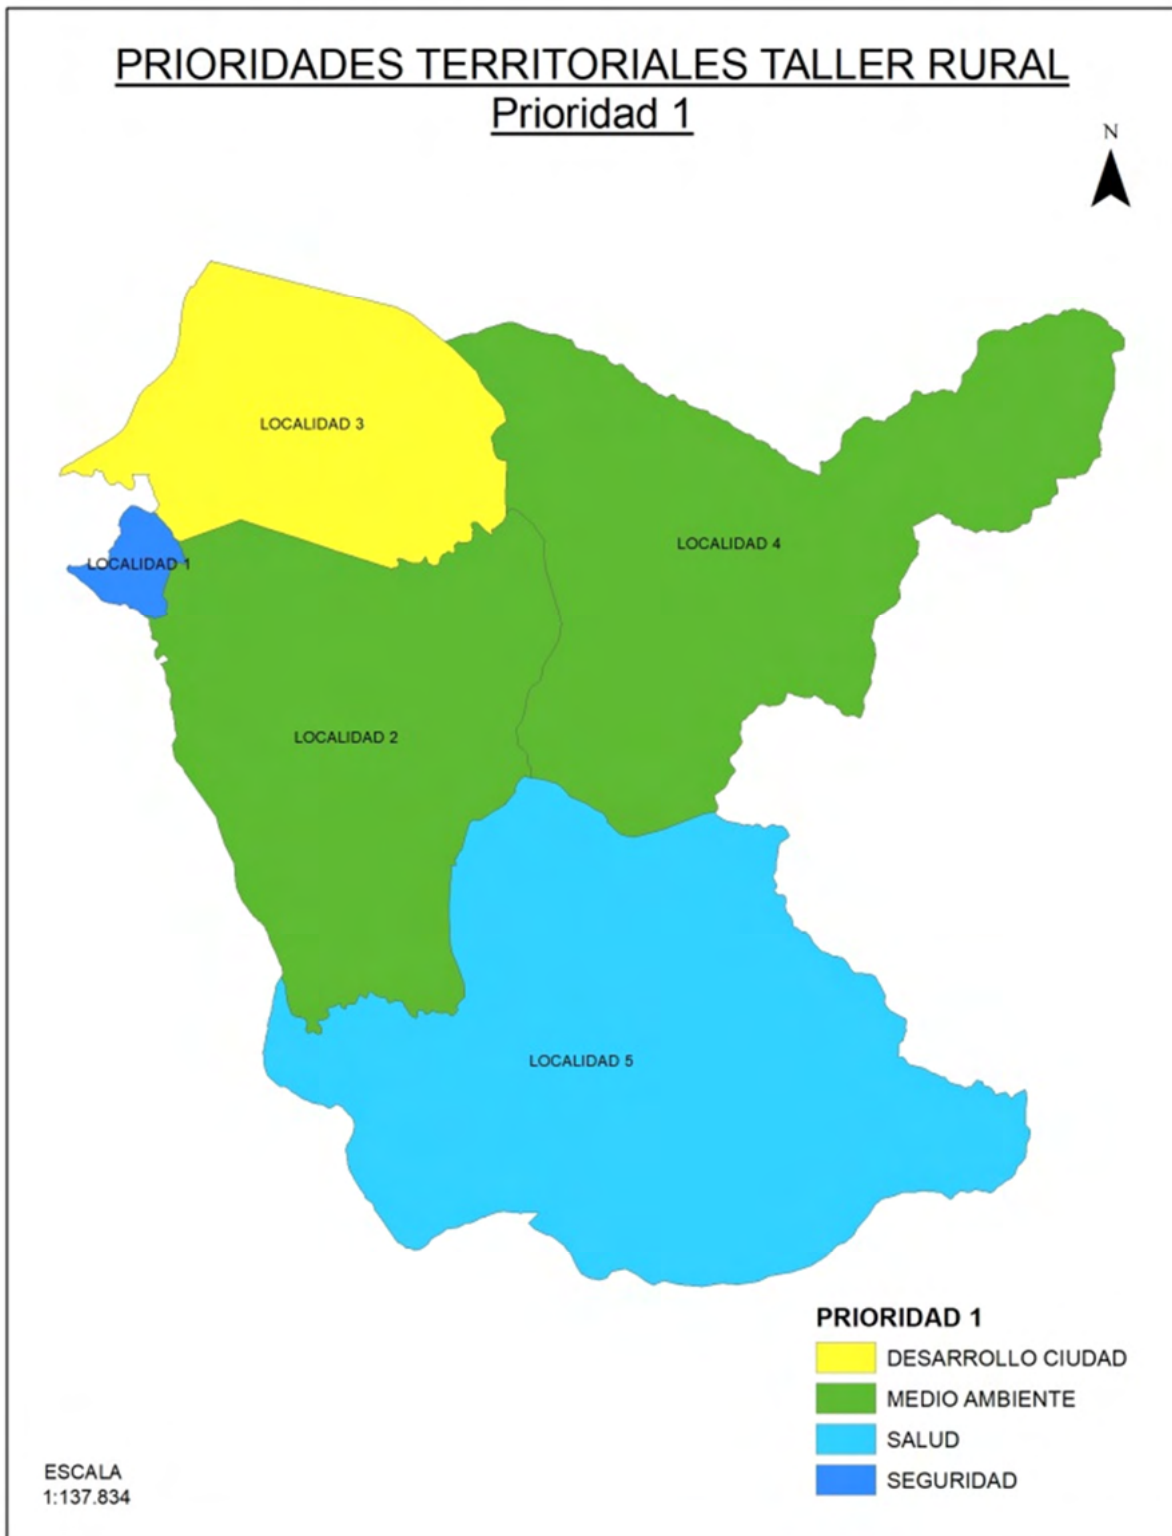 PRIORIDADES TERRITORIALES TALLER RURAL
Prioridad 1
N
LOCALIDAD 3
LOCALIDAD 4
LOCALIDAD 1
LOCALIDAD 2
LOCALIDAD 5
PRIORIDAD 1
DESARROLLO CIUDAD
MEDIO AMBIENTE
SALUD
SEGURIDAD
ESCALA
1:137.834